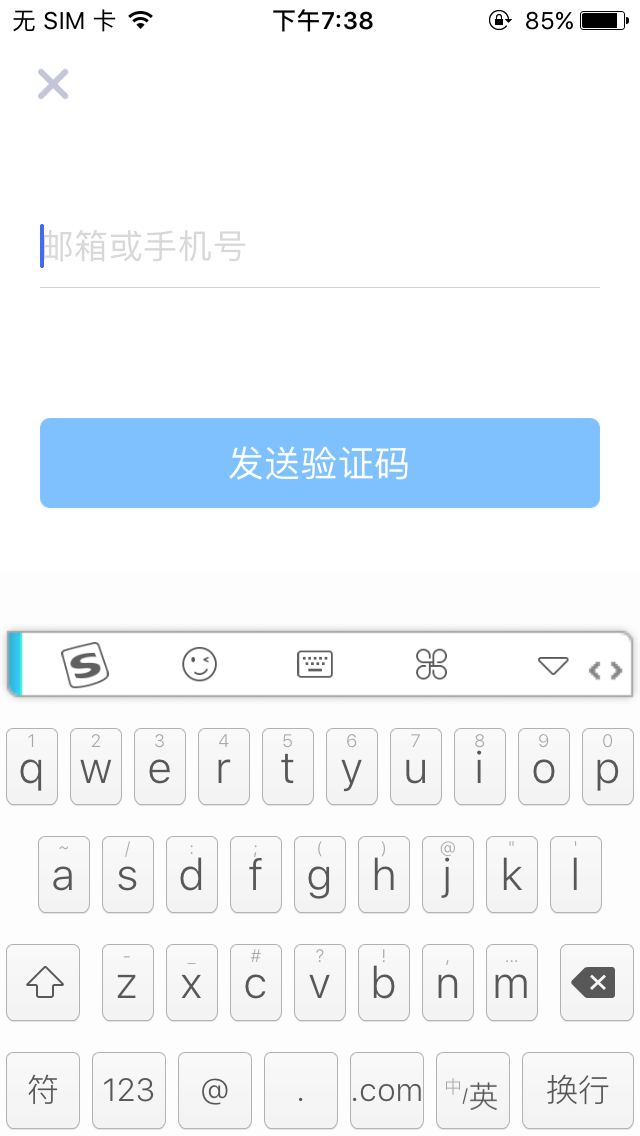 无 SIM 卡 下午7:38 85%
邮箱或手机号
发送验证码
S
1 2 3 4 5 6 7 8 9 0
q w e r t y u i o p
~ / : ; ( ) @ " '
a s d f g h j k l
- _ # ? ! , ...
z x c v b n m
符 123 @ . .com 中/英 换行